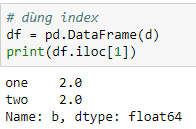 # dùng index
df = pd.DataFrame(d)
print(df.iloc[1])
one    2.0
two    2.0
Name: b, dtype: float64